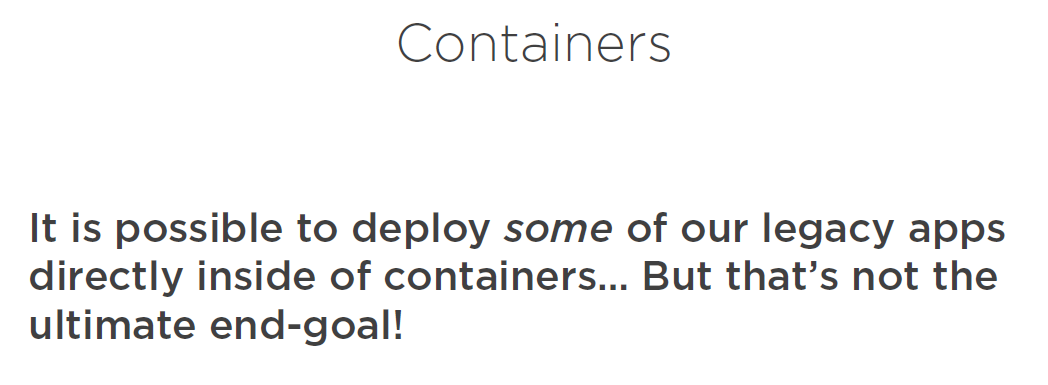 Containers
It is possible to deploy some of our legacy apps
directly inside of containers... But that’s not the
ultimate end-goal!